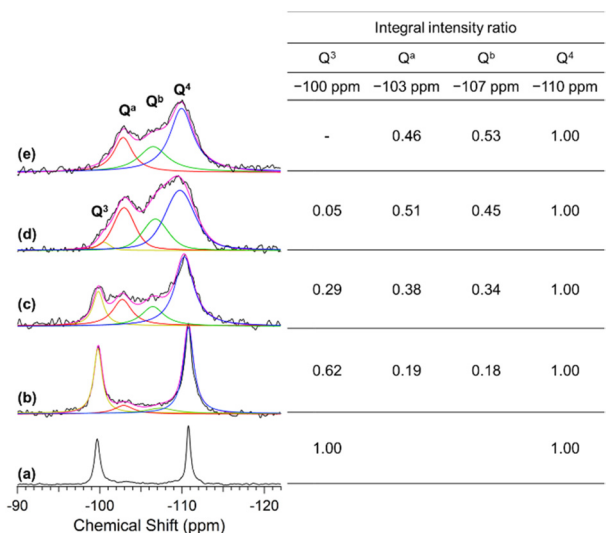 Integral intensity ratio
Q³ Qᵃ Qᵇ Q⁴
−100 ppm −103 ppm −107 ppm −110 ppm
Qᵃ Qᵇ Q⁴
(e)
- 0.46 0.53 1.00
Q³
(d)
0.05 0.51 0.45 1.00
(c)
0.29 0.38 0.34 1.00
(b)
0.62 0.19 0.18 1.00
(a)
1.00 1.00
-90 -100 -110 -120
Chemical Shift (ppm)